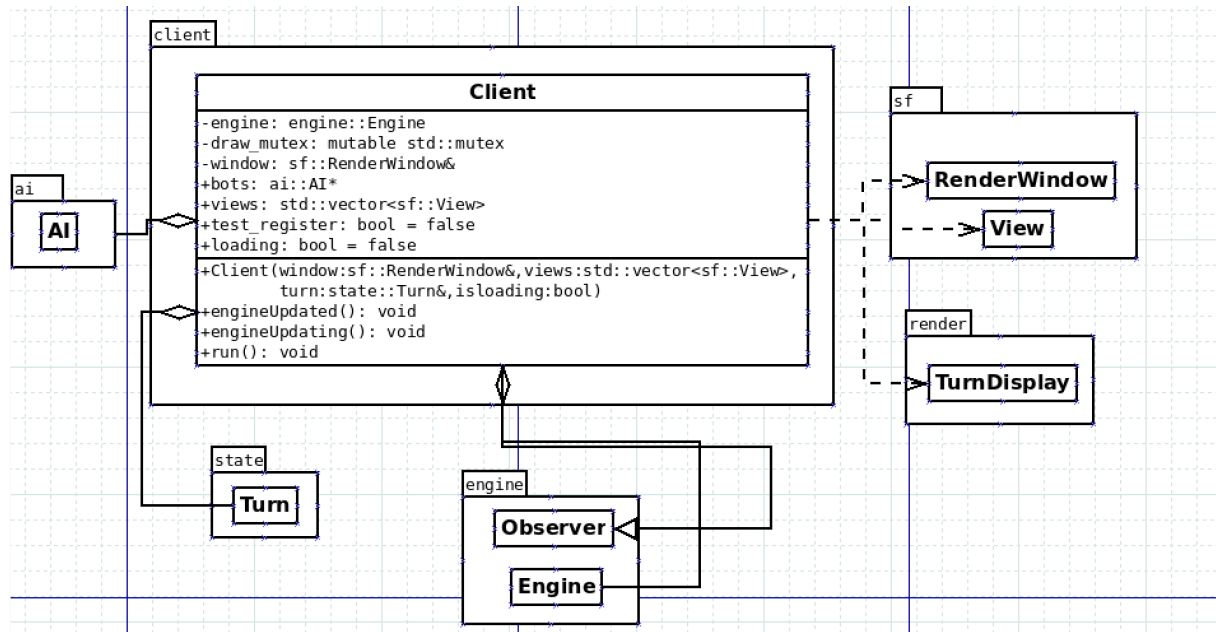 client
Client
-engine: engine::Engine
-draw_mutex: mutable std::mutex
-window: sf::RenderWindow&
+bots: ai::AI*
+views: std::vector<sf::View>
+test_register: bool = false
+loading: bool = false
+Client(window:sf::RenderWindow&,views:std::vector<sf::View>,
turn:state::Turn&,isloading:bool)
+engineUpdated(): void
+engineUpdating(): void
+run(): void
ai
AI
sf
RenderWindow
View
render
TurnDisplay
state
Turn
engine
Observer
Engine